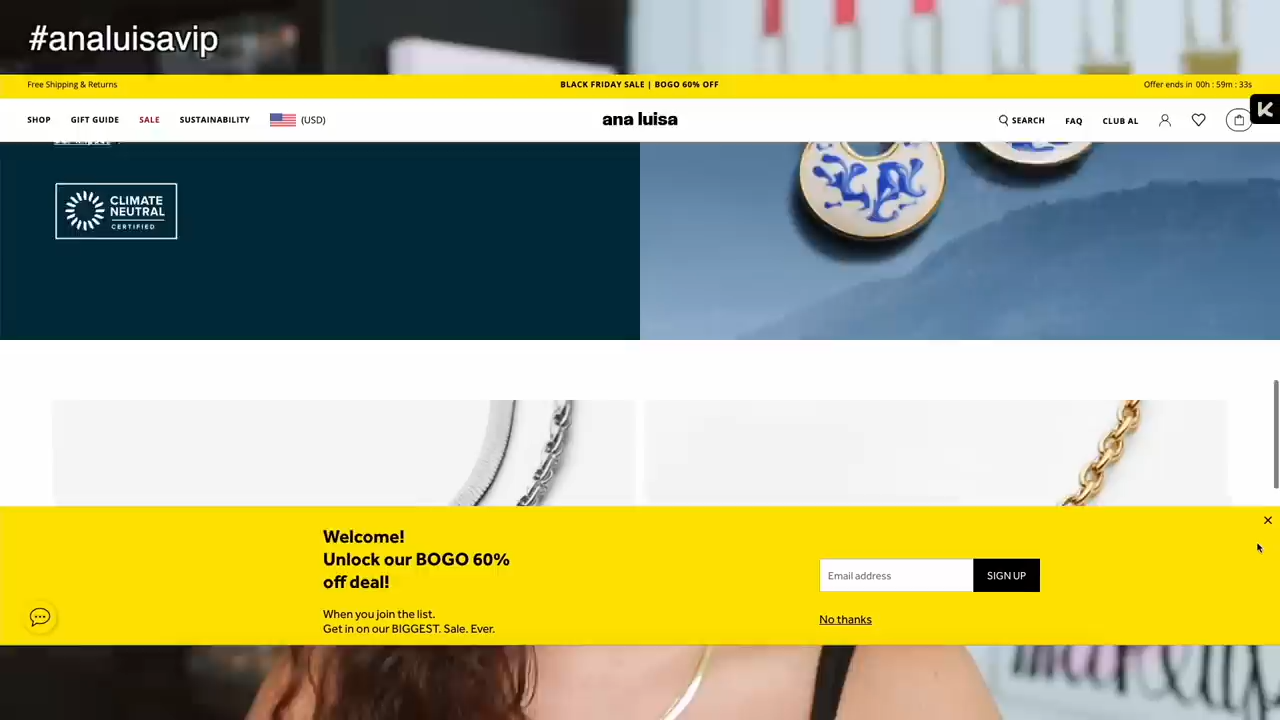 #analuisavip
Free Shipping & Returns
BLACK FRIDAY SALE | BOGO 60% OFF
Offer ends in 00h : 59m : 33s
SHOP
GIFT GUIDE
SALE
SUSTAINABILITY
(USD)
ana luisa
SEARCH
FAQ
CLUB AL
CLIMATE
NEUTRAL
CERTIFIED
Welcome!
Unlock our BOGO 60%
off deal!
When you join the list.
Get in on our BIGGEST. Sale. Ever.
Email address
SIGN UP
No thanks